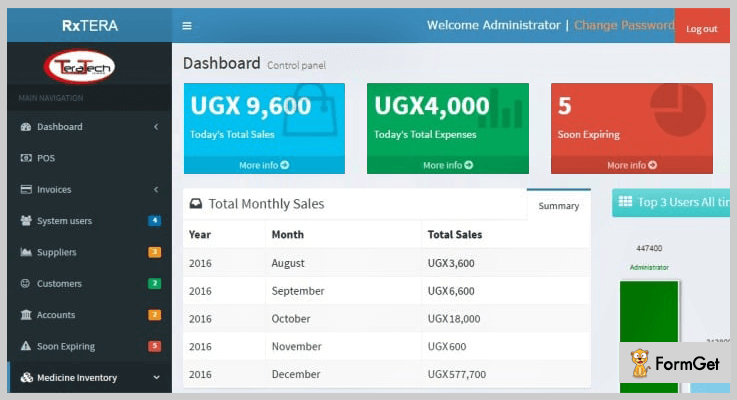 RxTERA
Welcome Administrator | Change Password
Log out
TeraTech
MAIN NAVIGATION
Dashboard
POS
Invoices
System users 4
Suppliers 3
Customers 2
Accounts 2
Soon Expiring 5
Medicine Inventory
Dashboard Control panel
UGX 9,600
Today's Total Sales
More info
UGX4,000
Today's Total Expenses
More info
5
Soon Expiring
More info
Total Monthly Sales
Summary
Year Month Total Sales
2016 August UGX3,600
2016 September UGX6,600
2016 October UGX18,000
2016 November UGX600
2016 December UGX577,700
Top 3 Users All tir
447400
Administrator
FormGet